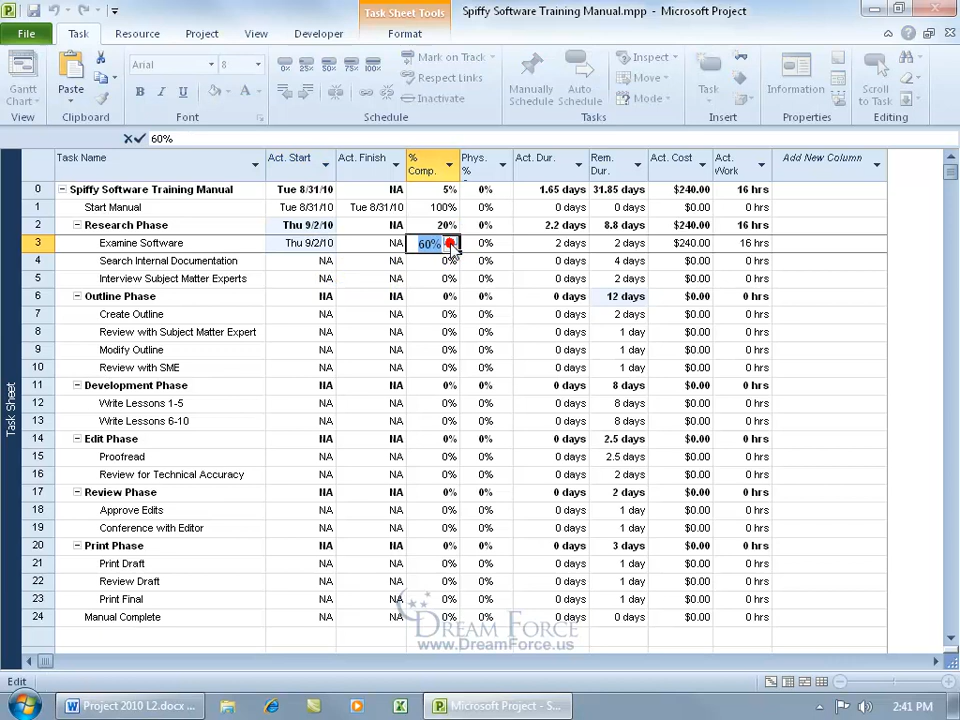 Task Sheet Tools Spiffy Software Training Manual.mpp - Microsoft Project
File Task Resource Project View Developer Format
Gantt Chart Paste Arial 8 Mark on Track Respect Links Inactivate Manually Schedule Auto Schedule Inspect Move Mode Task Information Scroll to Task
View Clipboard Font Schedule Tasks Insert Properties Editing
60%
Task Name Act. Start Act. Finish % Comp. Phys. % Act. Dur. Rem. Dur. Act. Cost Act. Work Add New Column
0 Spiffy Software Training Manual Tue 8/31/10 NA 5% 0% 1.65 days 31.85 days $240.00 16 hrs
1 Start Manual Tue 8/31/10 Tue 8/31/10 100% 0% 0 days 0 days $0.00 0 hrs
2 Research Phase Thu 9/2/10 NA 20% 0% 2.2 days 8.8 days $240.00 16 hrs
3 Examine Software Thu 9/2/10 NA 60% 0% 2 days 2 days $240.00 16 hrs
4 Search Internal Documentation NA NA 0% 0% 0 days 4 days $0.00 0 hrs
5 Interview Subject Matter Experts NA NA 0% 0% 0 days 2 days $0.00 0 hrs
6 Outline Phase NA NA 0% 0% 0 days 12 days $0.00 0 hrs
7 Create Outline NA NA 0% 0% 0 days 2 days $0.00 0 hrs
8 Review with Subject Matter Expert NA NA 0% 0% 0 days 1 day $0.00 0 hrs
9 Modify Outline NA NA 0% 0% 0 days 1 day $0.00 0 hrs
10 Review with SME NA NA 0% 0% 0 days 1 day $0.00 0 hrs
11 Development Phase NA NA 0% 0% 0 days 8 days $0.00 0 hrs
12 Write Lessons 1-5 NA NA 0% 0% 0 days 8 days $0.00 0 hrs
13 Write Lessons 6-10 NA NA 0% 0% 0 days 8 days $0.00 0 hrs
14 Edit Phase NA NA 0% 0% 0 days 2.5 days $0.00 0 hrs
15 Proofread NA NA 0% 0% 0 days 2.5 days $0.00 0 hrs
16 Review for Technical Accuracy NA NA 0% 0% 0 days 2 days $0.00 0 hrs
17 Review Phase NA NA 0% 0% 0 days 2 days $0.00 0 hrs
18 Approve Edits NA NA 0% 0% 0 days 1 day $0.00 0 hrs
19 Conference with Editor NA NA 0% 0% 0 days 1 day $0.00 0 hrs
20 Print Phase NA NA 0% 0% 0 days 3 days $0.00 0 hrs
21 Print Draft NA NA 0% 0% 0 days 1 day $0.00 0 hrs
22 Review Draft NA NA 0% 0% 0 days 1 day $0.00 0 hrs
23 Print Final NA NA 0% 0% 0 days 1 day $0.00 0 hrs
24 Manual Complete NA NA 0% 0% 0 days 0 days $0.00 0 hrs
Task Sheet
DREAM FORCE
www.DreamForce.us
Edit
Project 2010 L2.docx ... Microsoft Project - S... 2:41 PM